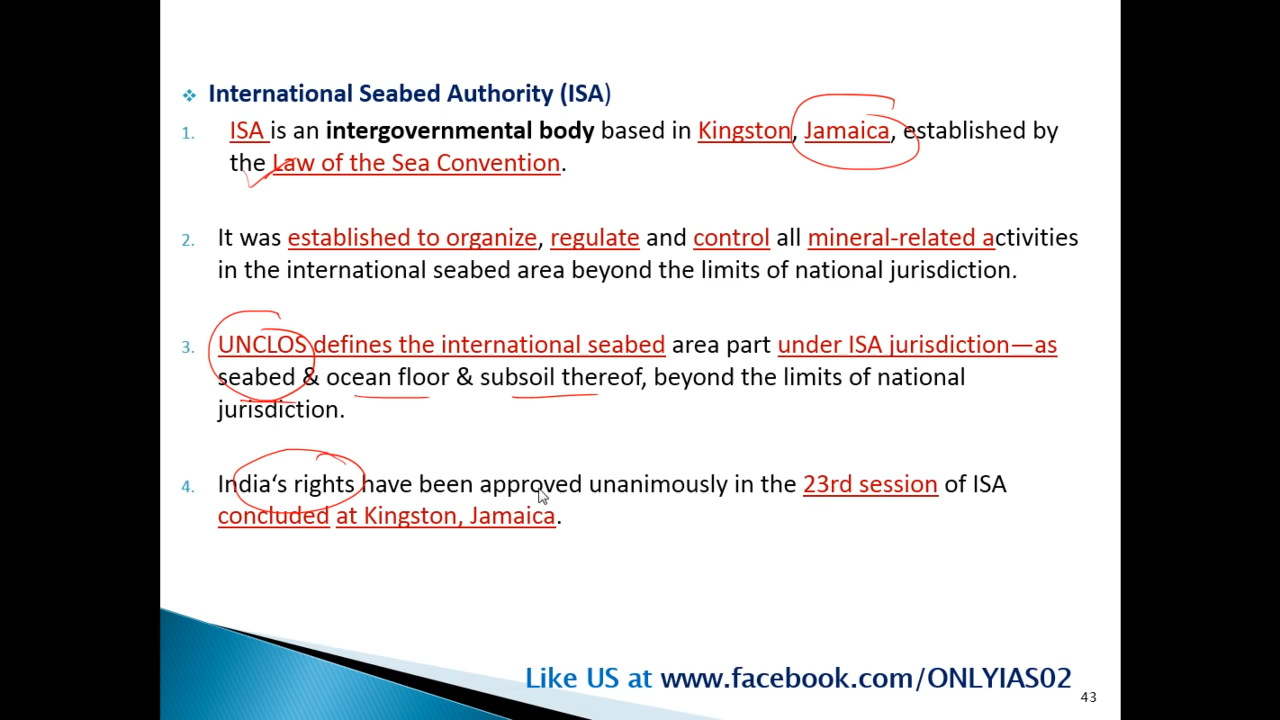 ❖ International Seabed Authority (ISA)
1. ISA is an intergovernmental body based in Kingston, Jamaica, established by
the Law of the Sea Convention.
2. It was established to organize, regulate and control all mineral-related activities
in the international seabed area beyond the limits of national jurisdiction.
3. UNCLOS defines the international seabed area part under ISA jurisdiction—as
seabed & ocean floor & subsoil thereof, beyond the limits of national
jurisdiction.
4. India‘s rights have been approved unanimously in the 23rd session of ISA
concluded at Kingston, Jamaica.
Like US at www.facebook.com/ONLYIAS02
43